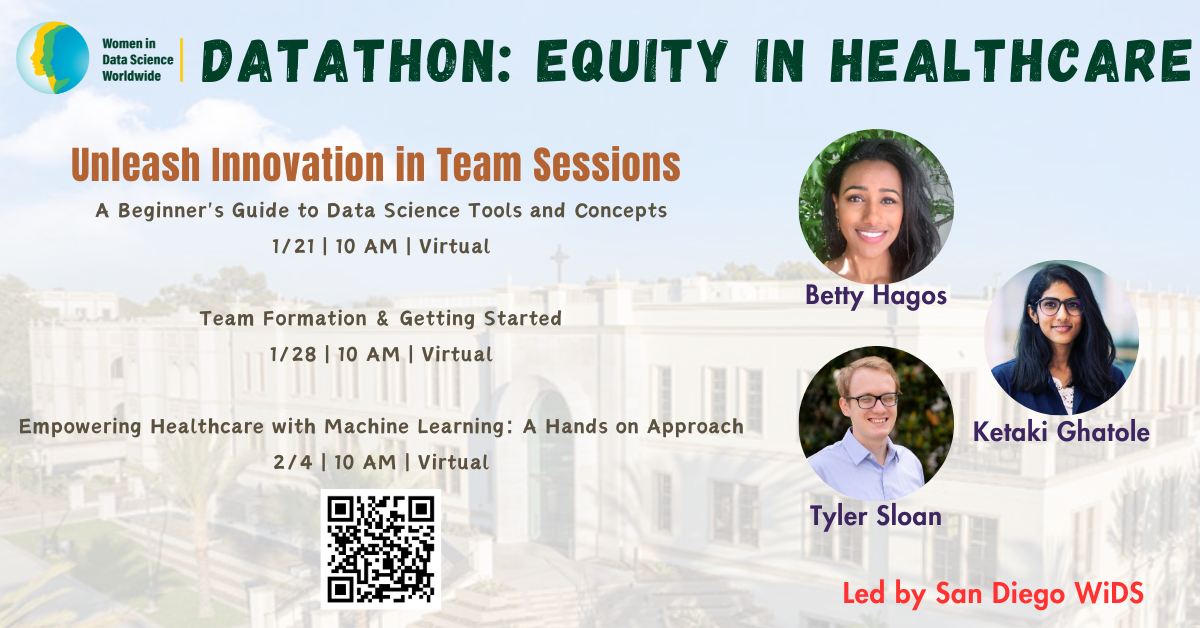 Women in
Data Science
Worldwide
DATATHON: EQUITY IN HEALTHCARE
Unleash Innovation in Team Sessions
A Beginner's Guide to Data Science Tools and Concepts
1/21 | 10 AM | Virtual
Team Formation & Getting Started
1/28 | 10 AM | Virtual
Empowering Healthcare with Machine Learning: A Hands on Approach
2/4 | 10 AM | Virtual
Betty Hagos
Ketaki Ghatole
Tyler Sloan
Led by San Diego WiDS